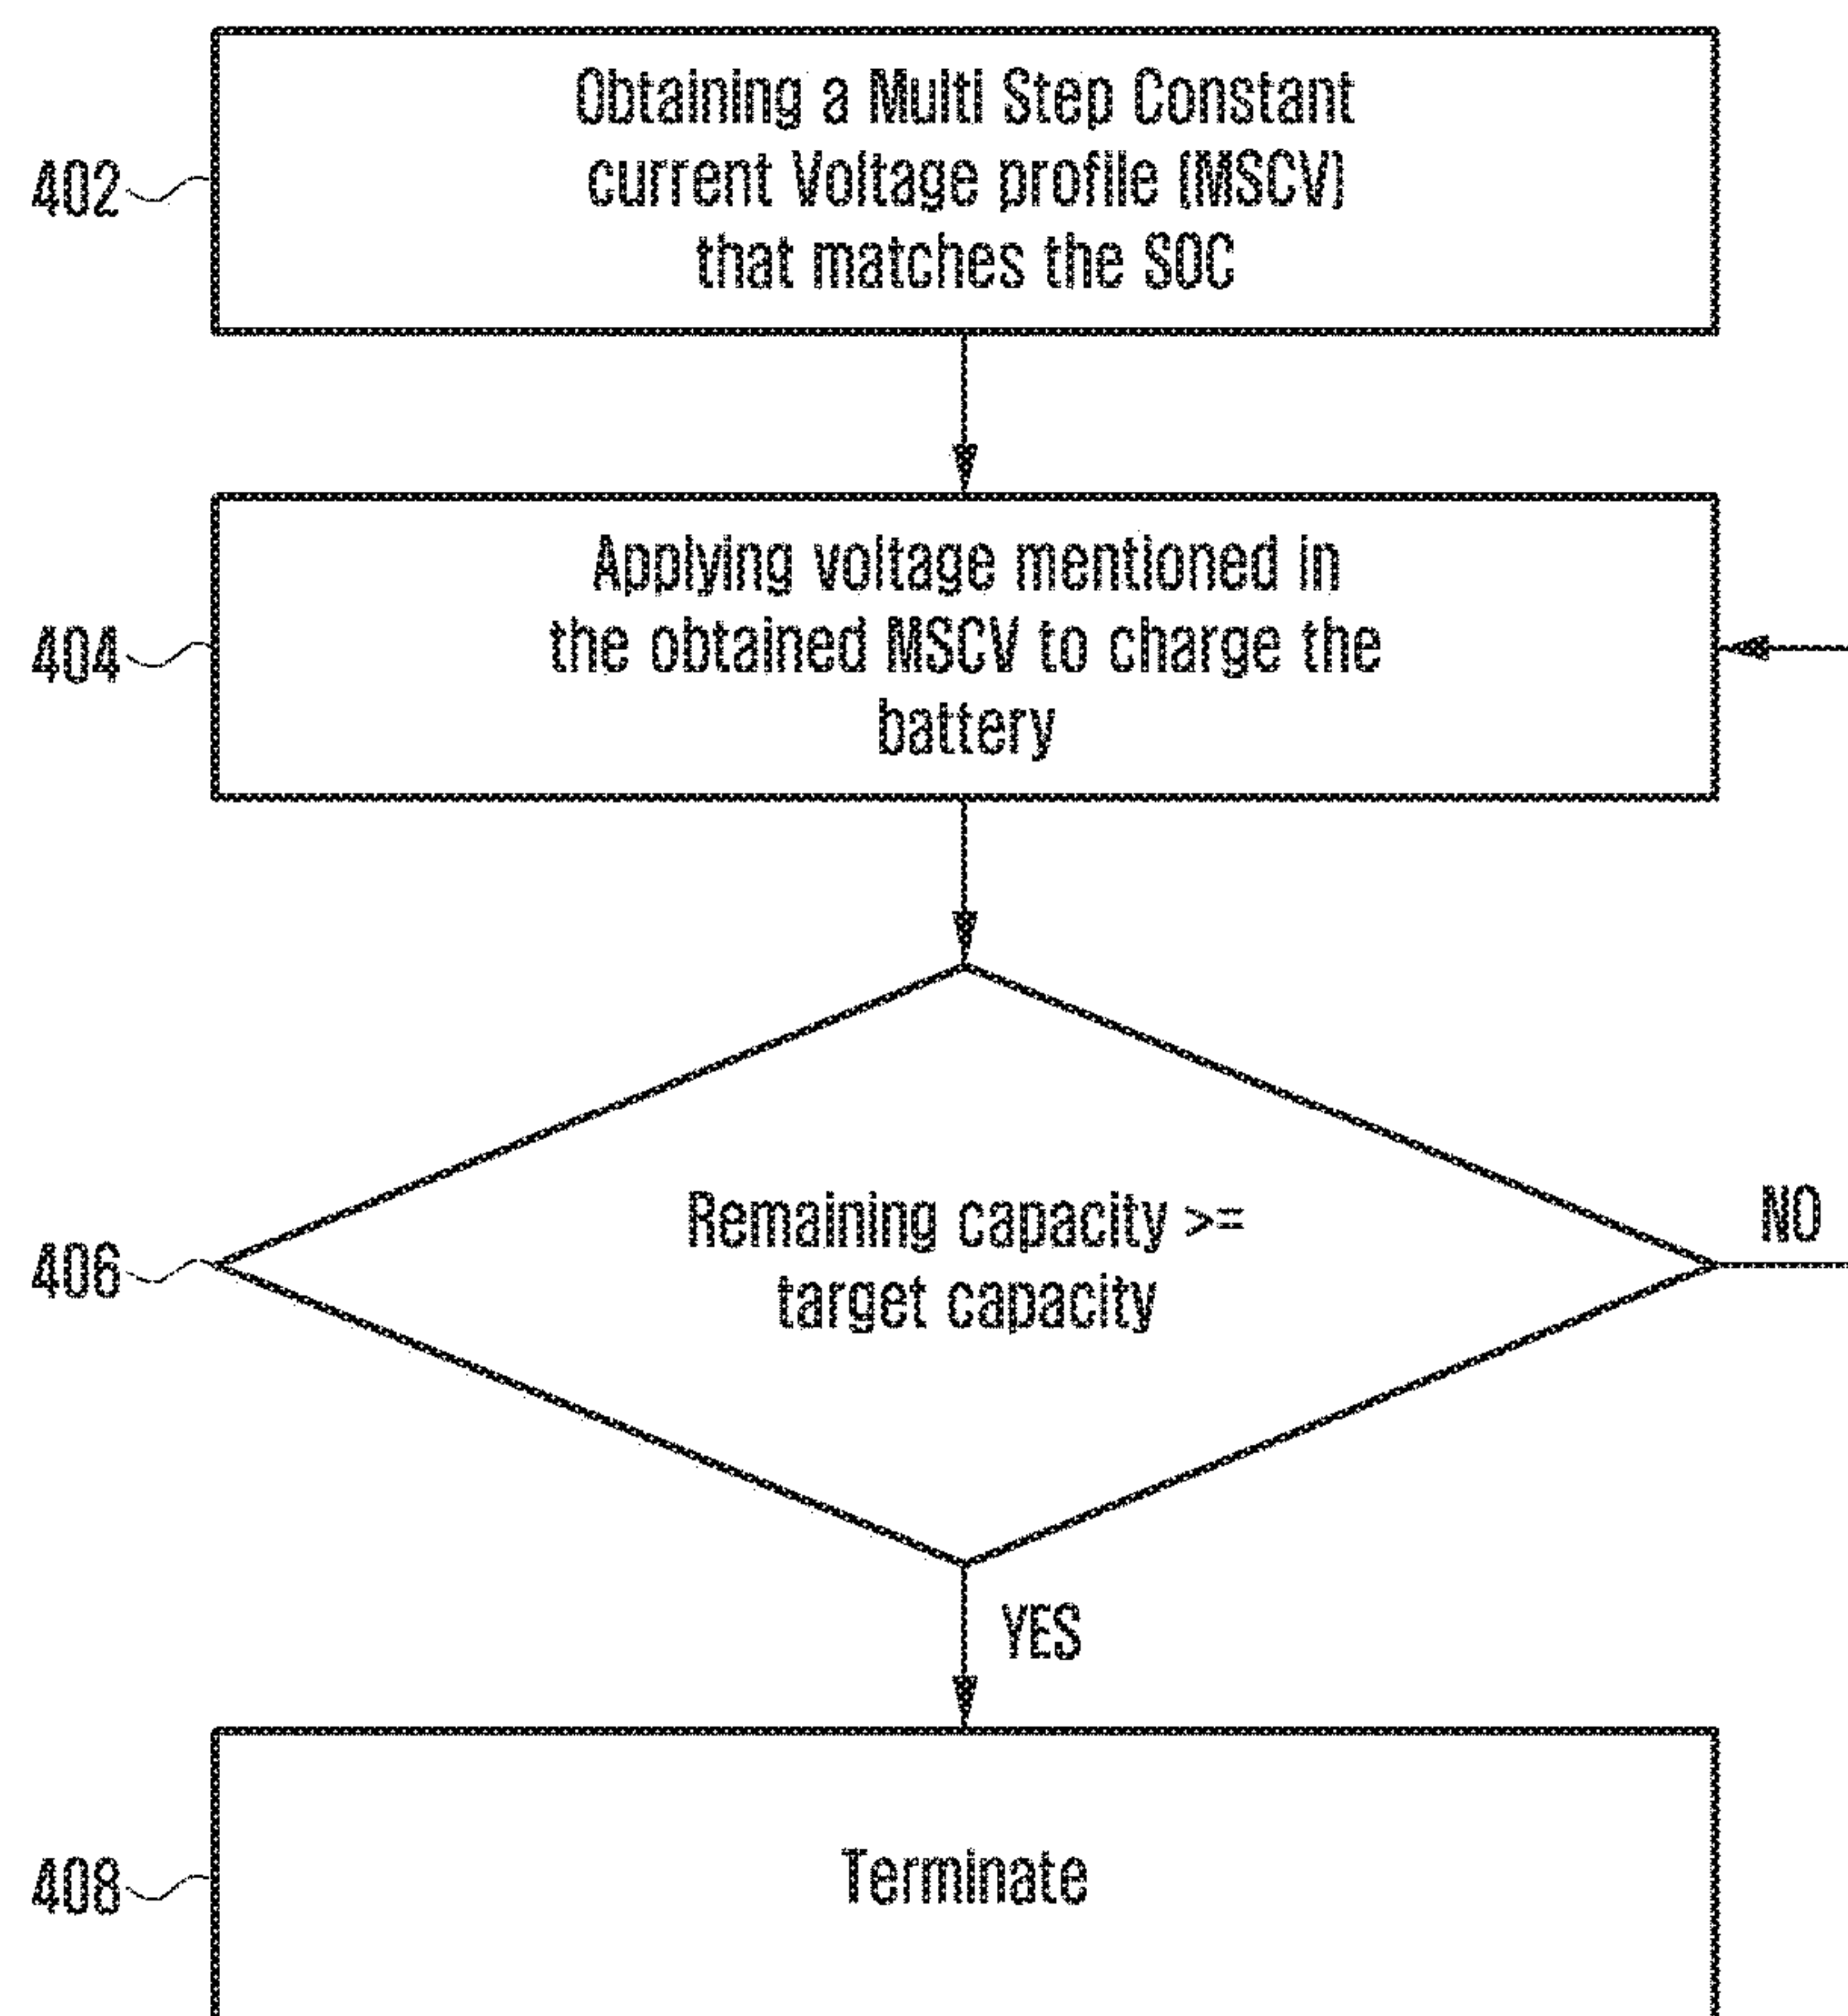 Obtaining a Multi Step Constant
current Voltage profile (MSCV)
that matches the SOC
402
Applying voltage mentioned in
the obtained MSCV to charge the
battery
404
Remaining capacity >=
target capacity
406
NO
YES
Terminate
408